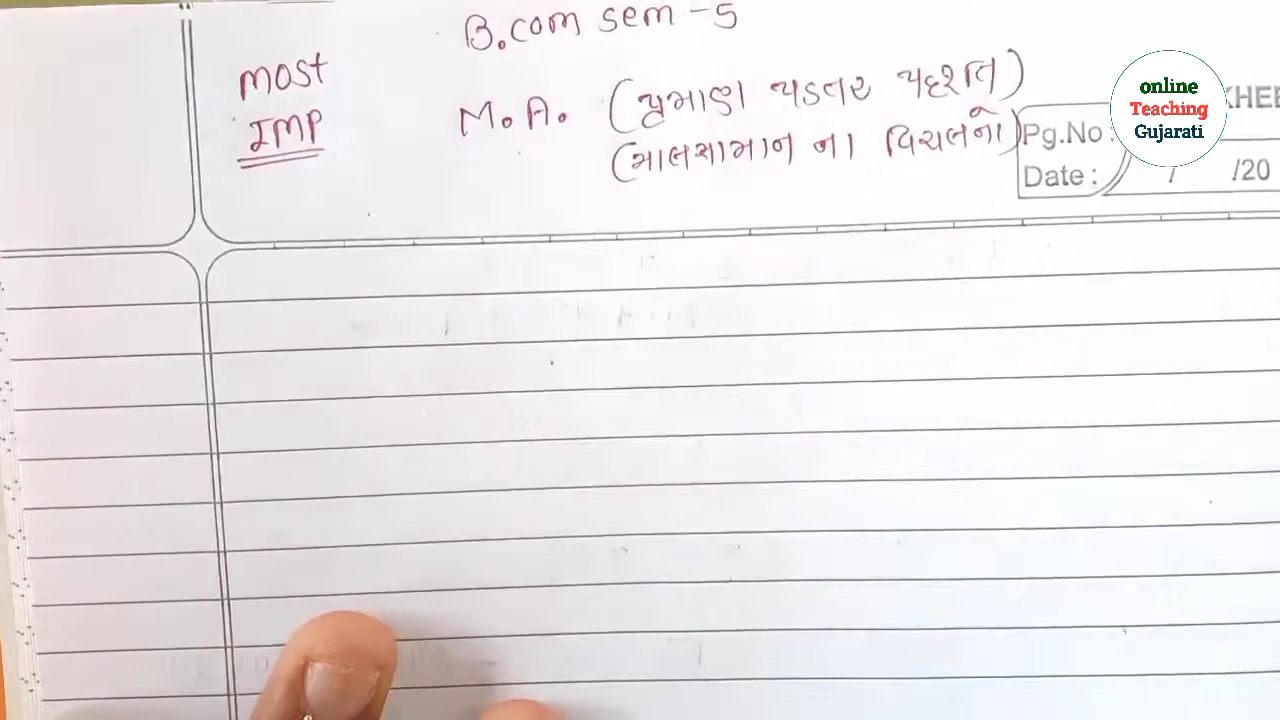 B.com sem - 5
most
IMP
M.A. (પ્રમાણ પડતર પદ્ધતિ)
(માલસામાન ના વિચલનો)
Pg.No :
Date : / /20
online
Teaching
Gujarati